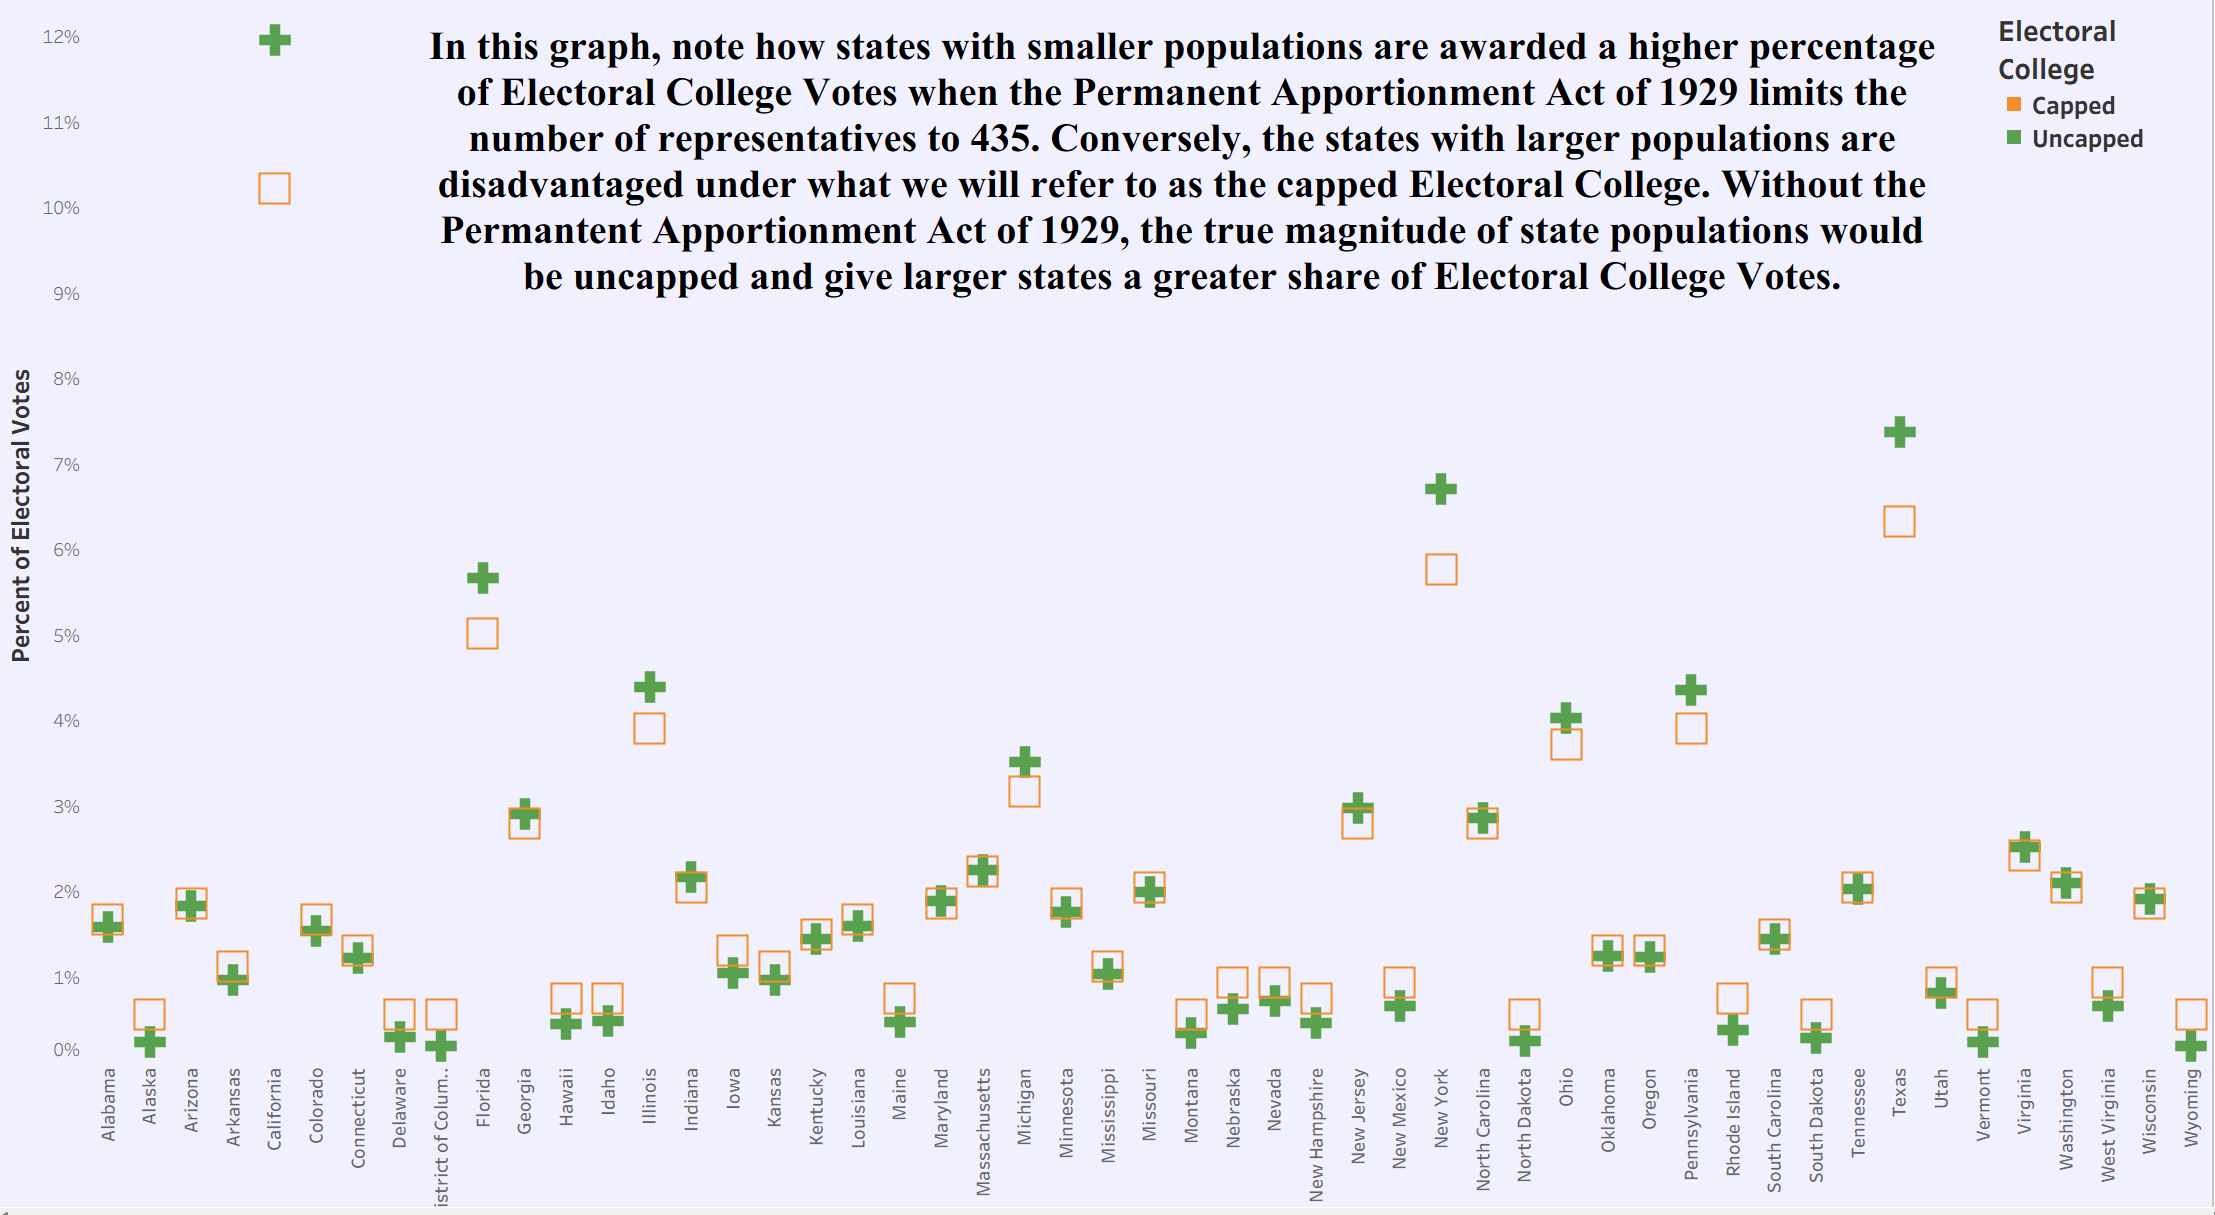 In this graph, note how states with smaller populations are awarded a higher percentage
of Electoral College Votes when the Permanent Apportionment Act of 1929 limits the
number of representatives to 435. Conversely, the states with larger populations are
disadvantaged under what we will refer to as the capped Electoral College. Without the
Permantent Apportionment Act of 1929, the true magnitude of state populations would
be uncapped and give larger states a greater share of Electoral College Votes.
Electoral
College
Capped
Uncapped
Percent of Electoral Votes
12%
11%
10%
9%
8%
7%
6%
5%
4%
3%
2%
1%
0%
Alabama
Alaska
Arizona
Arkansas
California
Colorado
Connecticut
Delaware
istrict of Colum..
Florida
Georgia
Hawaii
Idaho
Illinois
Indiana
Iowa
Kansas
Kentucky
Louisiana
Maine
Maryland
Massachusetts
Michigan
Minnesota
Mississippi
Missouri
Montana
Nebraska
Nevada
New Hampshire
New Jersey
New Mexico
New York
North Carolina
North Dakota
Ohio
Oklahoma
Oregon
Pennsylvania
Rhode Island
South Carolina
South Dakota
Tennessee
Texas
Utah
Vermont
Virginia
Washington
West Virginia
Wisconsin
Wyoming